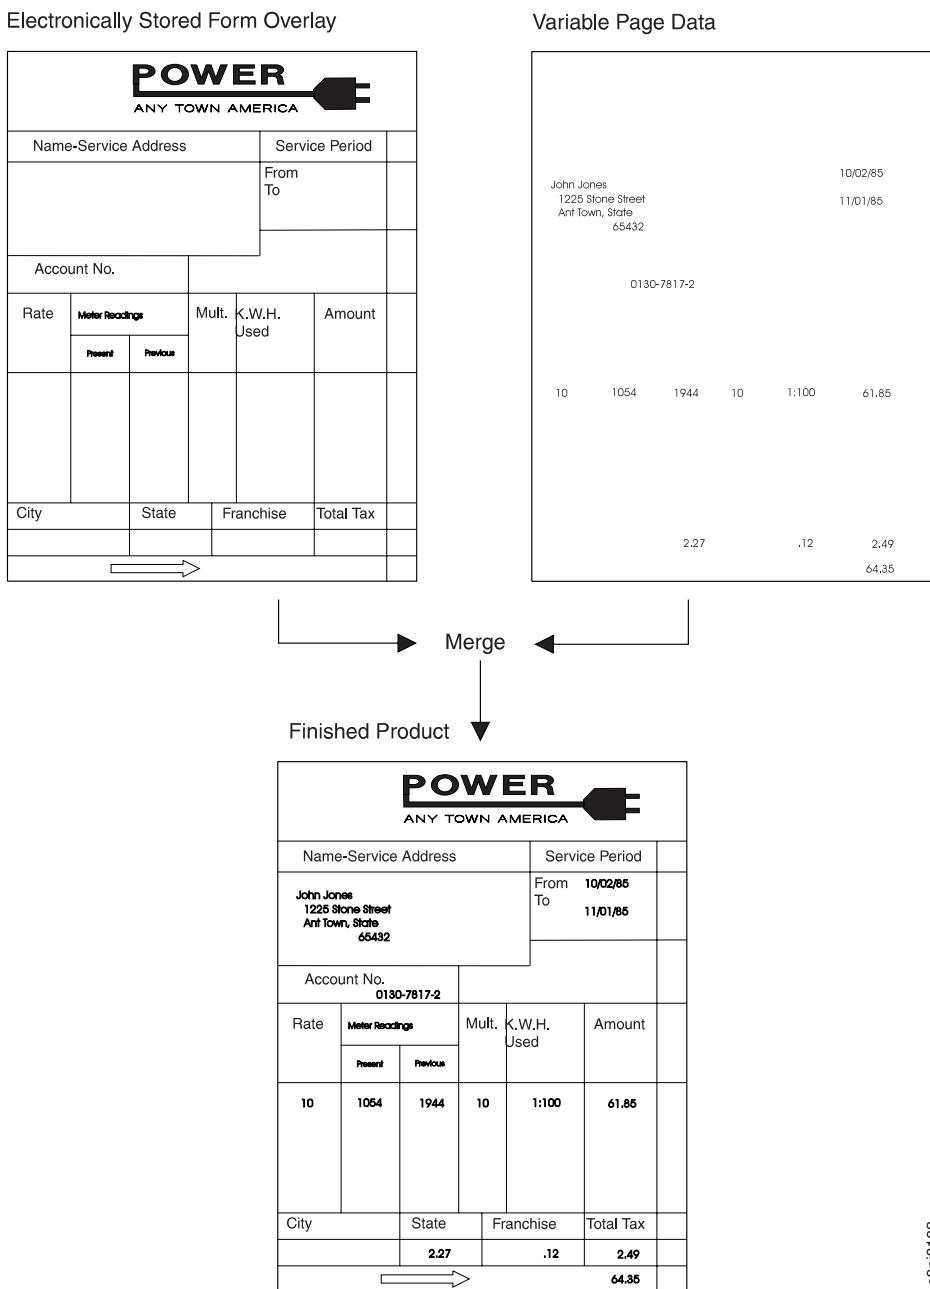 Electronically Stored Form Overlay
POWER
ANY TOWN AMERICA
Name-Service Address Service Period
From
To
Account No.
Rate Meter Readings Mult. K.W.H. Used Amount
Present Previous
City State Franchise Total Tax
Variable Page Data
10/02/85
John Jones
1225 Stone Street
11/01/85
Ant Town, State
65432
0130-7817-2
10 1054 1944 10 1:100 61.85
2.27 .12 2.49
64.35
Merge
Finished Product
POWER
ANY TOWN AMERICA
Name-Service Address Service Period
From 10/02/85
John Jones
To
1225 Stone Street
11/01/85
Ant Town, State
65432
Account No.
0130-7817-2
Rate Meter Readings Mult. K.W.H. Used Amount
Present Previous
10 1054 1944 10 1:100 61.85
City State Franchise Total Tax
2.27 .12 2.49
64.35